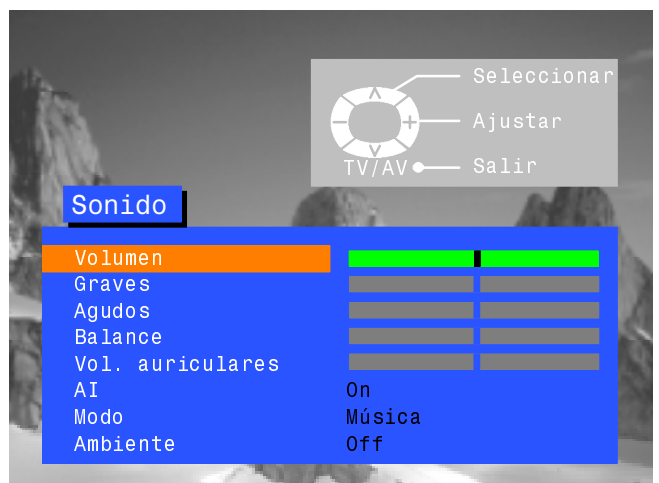 Seleccionar
Ajustar
TV/AV Salir
Sonido
Volumen
Graves
Agudos
Balance
Vol. auriculares
AI On
Modo Música
Ambiente Off